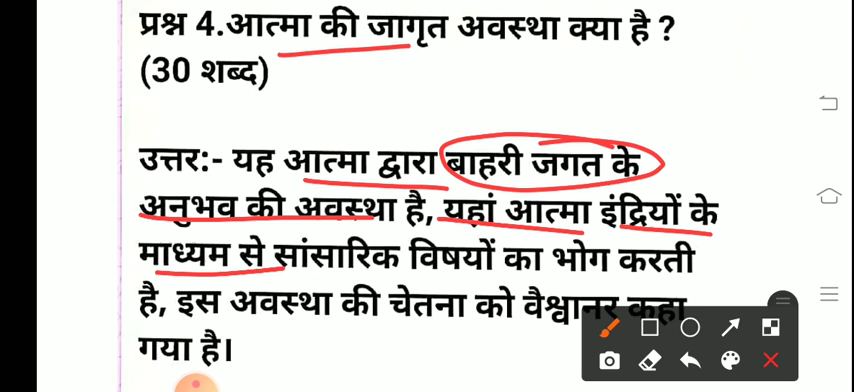 प्रश्न 4.आत्मा की जागृत अवस्था क्या है ?
(30 शब्द)
उत्तर:- यह आत्मा द्वारा बाहरी जगत के
अनुभव की अवस्था है, यहां आत्मा इंद्रियों के
माध्यम से सांसारिक विषयों का भोग करती
है, इस अवस्था की चेतना को वैश्वानर कहा
गया है।